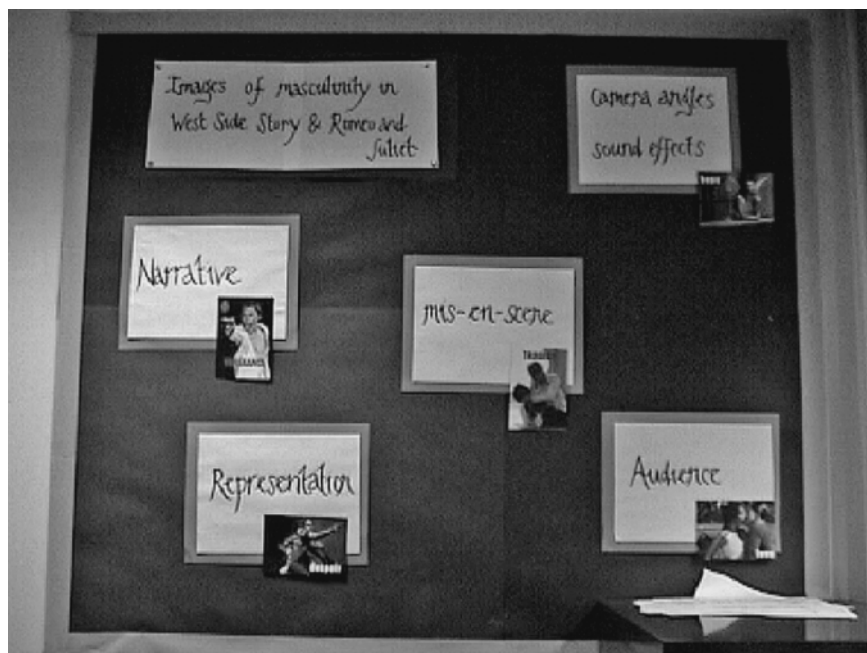 Images of masculinity in
West Side Story & Romeo and
Juliet
Camera angles
sound effects
Narrative
mis-en-scene
Representation
Audience